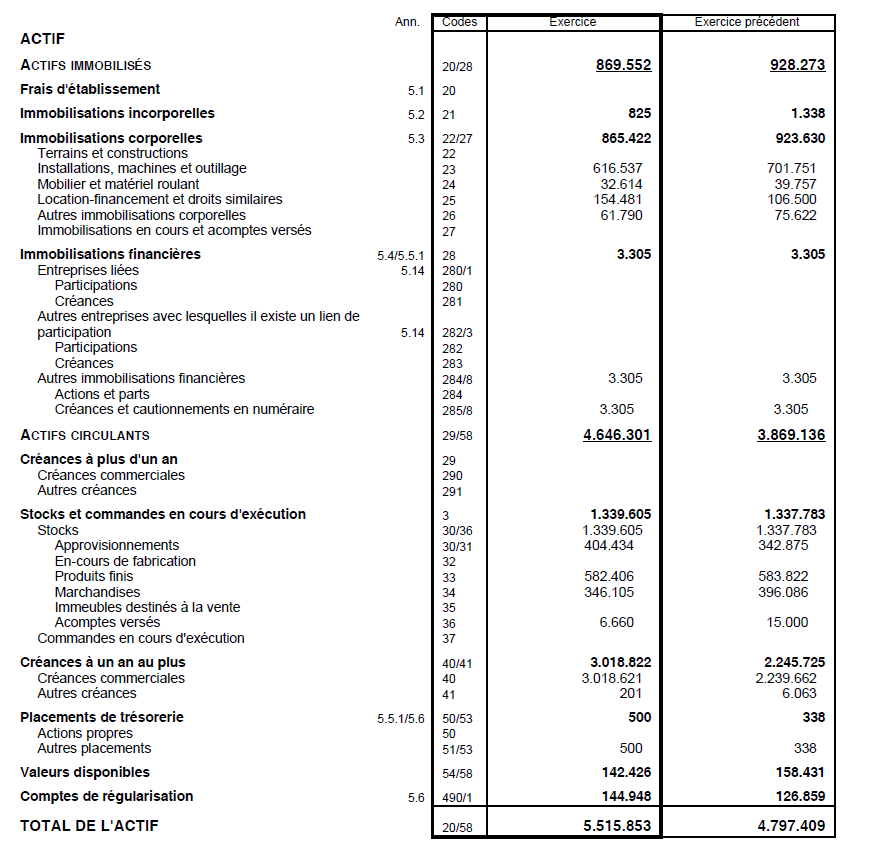 Ann. Codes Exercice Exercice précédent
ACTIF
ACTIFS IMMOBILISÉS 20/28 869.552 928.273
Frais d'établissement 5.1 20
Immobilisations incorporelles 5.2 21 825 1.338
Immobilisations corporelles 5.3 22/27 865.422 923.630
Terrains et constructions 22
Installations, machines et outillage 23 616.537 701.751
Mobilier et matériel roulant 24 32.614 39.757
Location-financement et droits similaires 25 154.481 106.500
Autres immobilisations corporelles 26 61.790 75.622
Immobilisations en cours et acomptes versés 27
Immobilisations financières 5.4/5.5.1 28 3.305 3.305
Entreprises liées 5.14 280/1
Participations 280
Créances 281
Autres entreprises avec lesquelles il existe un lien de
participation 5.14 282/3
Participations 282
Créances 283
Autres immobilisations financières 284/8 3.305 3.305
Actions et parts 284
Créances et cautionnements en numéraire 285/8 3.305 3.305
ACTIFS CIRCULANTS 29/58 4.646.301 3.869.136
Créances à plus d'un an 29
Créances commerciales 290
Autres créances 291
Stocks et commandes en cours d'exécution 3 1.339.605 1.337.783
Stocks 30/36 1.339.605 1.337.783
Approvisionnements 30/31 404.434 342.875
En-cours de fabrication 32
Produits finis 33 582.406 583.822
Marchandises 34 346.105 396.086
Immeubles destinés à la vente 35
Acomptes versés 36 6.660 15.000
Commandes en cours d'exécution 37
Créances à un an au plus 40/41 3.018.822 2.245.725
Créances commerciales 40 3.018.621 2.239.662
Autres créances 41 201 6.063
Placements de trésorerie 5.5.1/5.6 50/53 500 338
Actions propres 50
Autres placements 51/53 500 338
Valeurs disponibles 54/58 142.426 158.431
Comptes de régularisation 5.6 490/1 144.948 126.859
TOTAL DE L'ACTIF 20/58 5.515.853 4.797.409